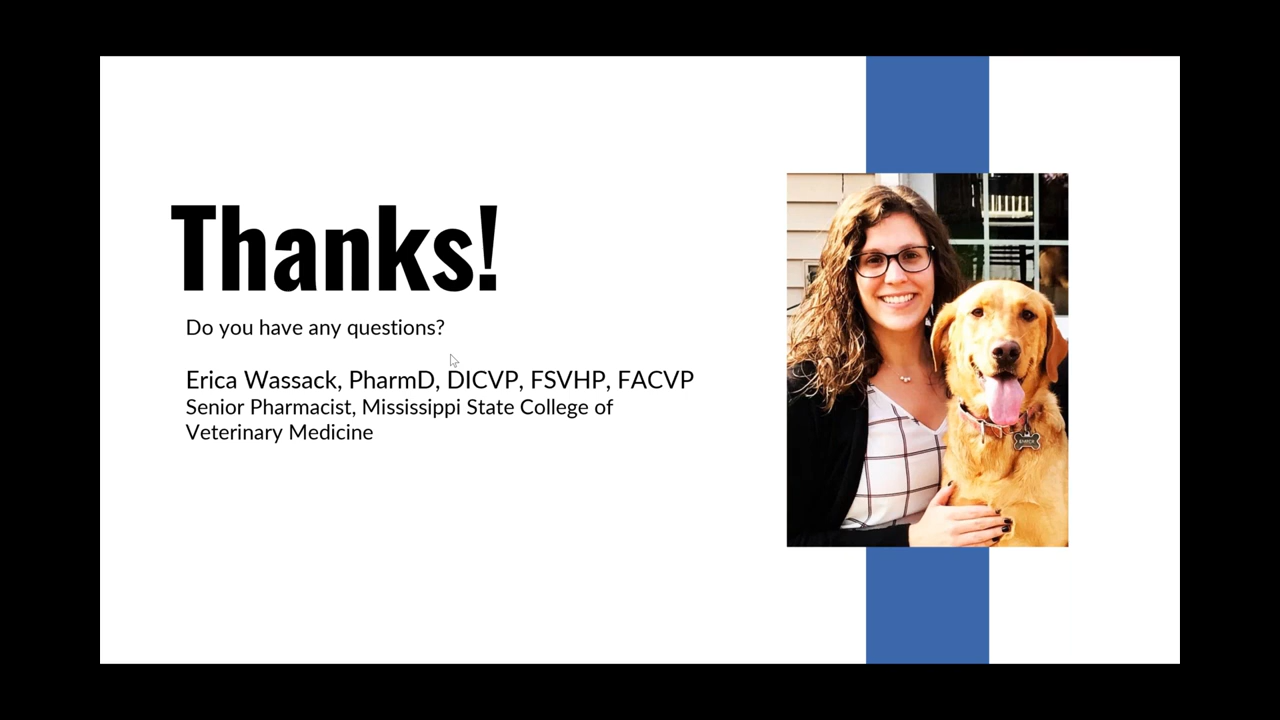 Thanks!
Do you have any questions?
Erica Wassack, PharmD, DICVP, FSVHP, FACVP
Senior Pharmacist, Mississippi State College of
Veterinary Medicine